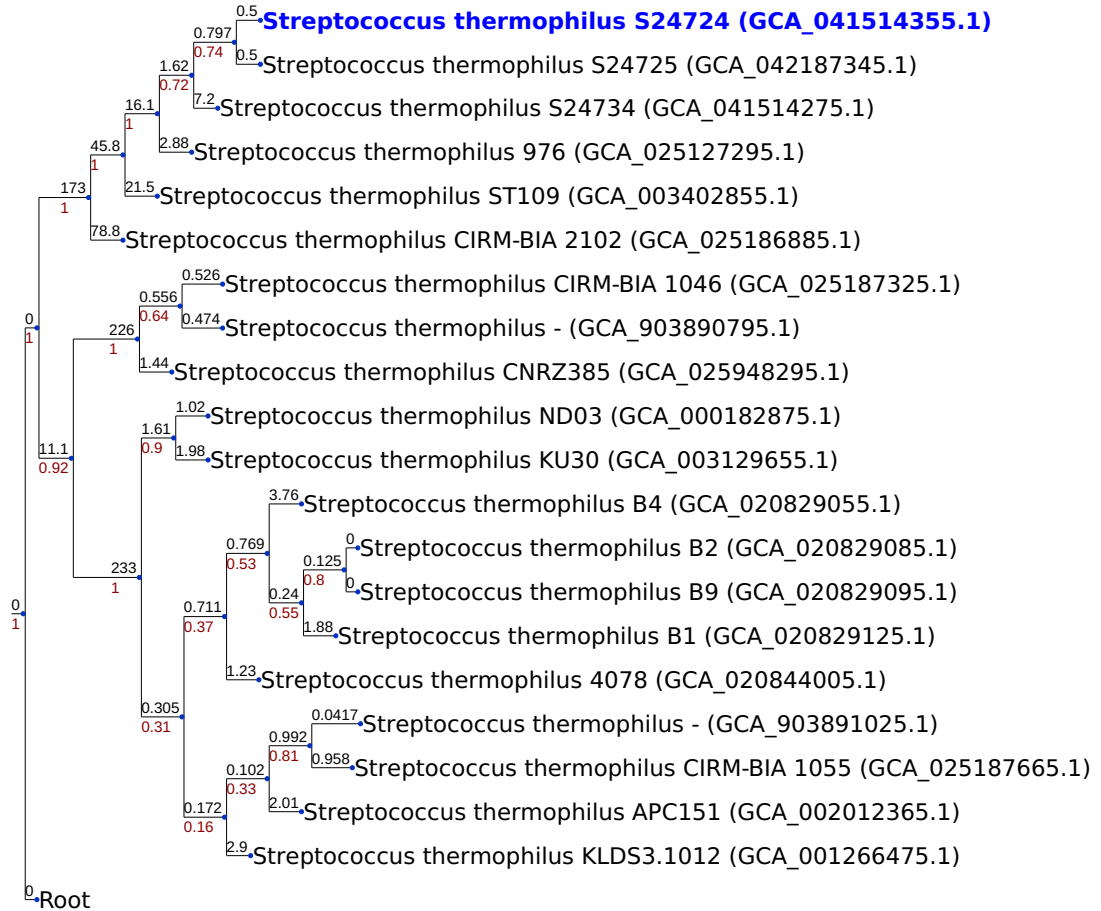 0.5
Streptococcus thermophilus S24724 (GCA_041514355.1)
0.797
0.74
0.5
Streptococcus thermophilus S24725 (GCA_042187345.1)
1.62
0.72
7.2
Streptococcus thermophilus S24734 (GCA_041514275.1)
16.1
1
2.88
Streptococcus thermophilus 976 (GCA_025127295.1)
45.8
1
21.5
Streptococcus thermophilus ST109 (GCA_003402855.1)
173
1
78.8
Streptococcus thermophilus CIRM-BIA 2102 (GCA_025186885.1)
0.526
Streptococcus thermophilus CIRM-BIA 1046 (GCA_025187325.1)
0.556
0.64
0.474
Streptococcus thermophilus - (GCA_903890795.1)
0
1
226
1
1.44
Streptococcus thermophilus CNRZ385 (GCA_025948295.1)
1.02
Streptococcus thermophilus ND03 (GCA_000182875.1)
1.61
0.9
11.1
0.92
1.98
Streptococcus thermophilus KU30 (GCA_003129655.1)
3.76
Streptococcus thermophilus B4 (GCA_020829055.1)
0.769
0.53
0
Streptococcus thermophilus B2 (GCA_020829085.1)
0.125
0.8
0
Streptococcus thermophilus B9 (GCA_020829095.1)
233
1
0.24
0.55
1.88
Streptococcus thermophilus B1 (GCA_020829125.1)
0
1
0.711
0.37
1.23
Streptococcus thermophilus 4078 (GCA_020844005.1)
0.305
0.31
0.0417
Streptococcus thermophilus - (GCA_903891025.1)
0.992
0.81
0.958
Streptococcus thermophilus CIRM-BIA 1055 (GCA_025187665.1)
0.102
0.33
2.01
Streptococcus thermophilus APC151 (GCA_002012365.1)
0.172
0.16
2.9
Streptococcus thermophilus KLDS3.1012 (GCA_001266475.1)
0
Root